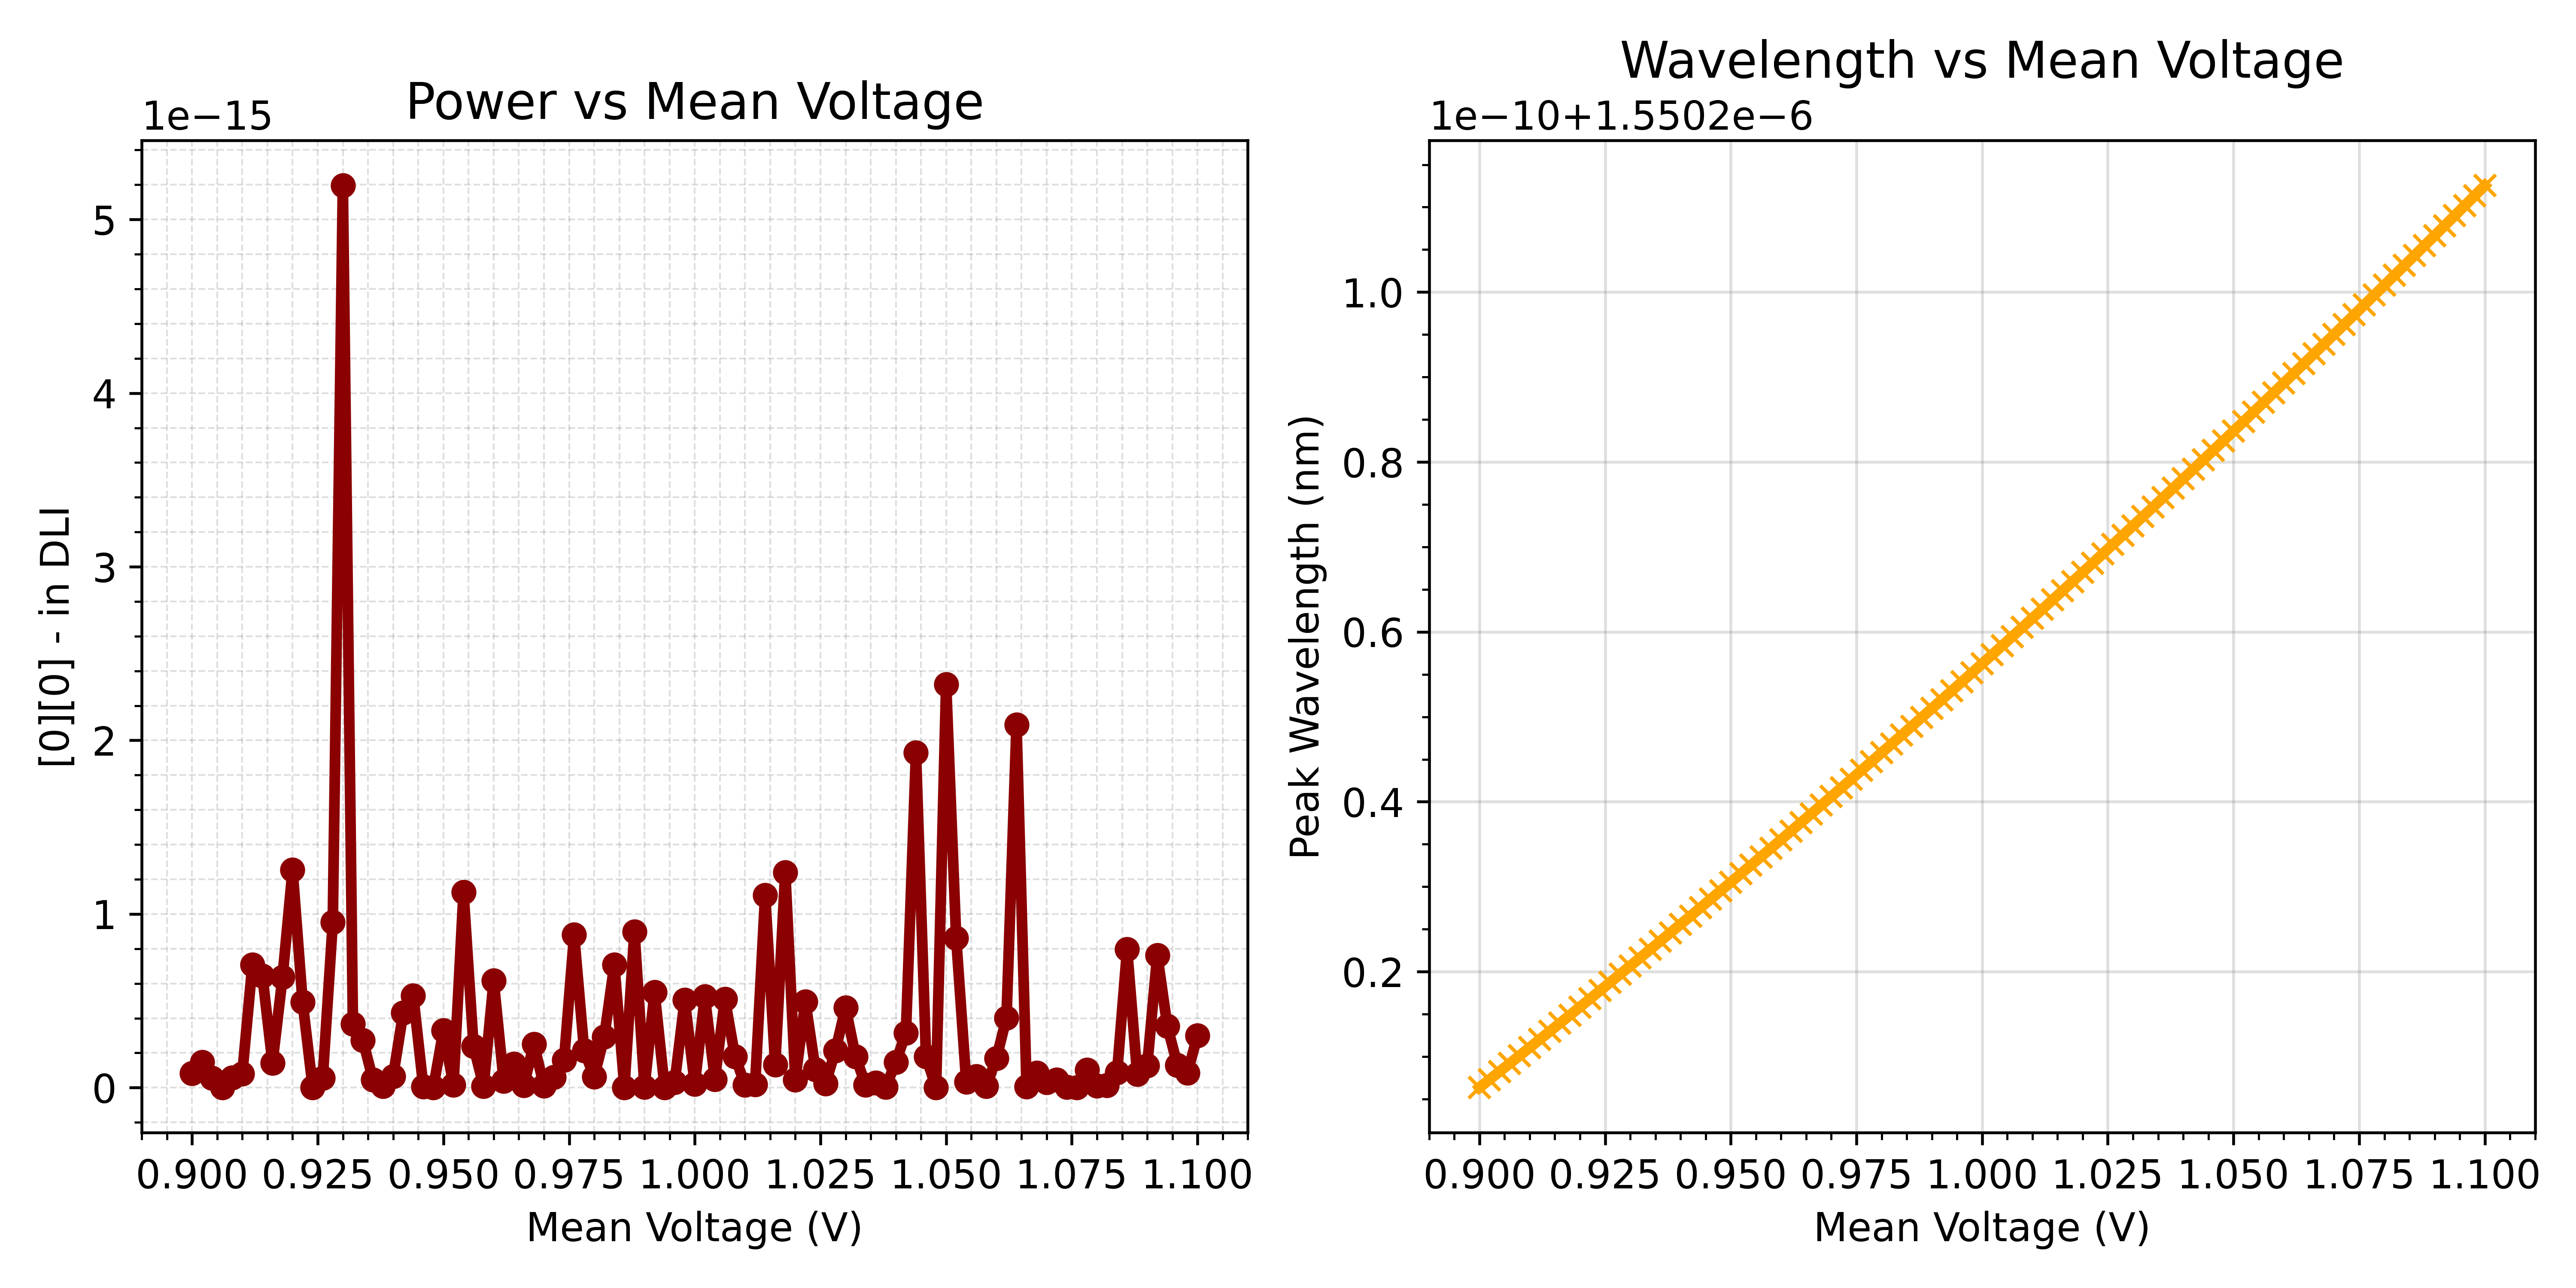 Power vs Mean Voltage
1e−15
5
4
3
2
1
0
[0][0] - in DLI
0.900 0.925 0.950 0.975 1.000 1.025 1.050 1.075 1.100
Mean Voltage (V)
Wavelength vs Mean Voltage
1e−10+1.5502e−6
1.0
0.8
0.6
0.4
0.2
Peak Wavelength (nm)
0.900 0.925 0.950 0.975 1.000 1.025 1.050 1.075 1.100
Mean Voltage (V)